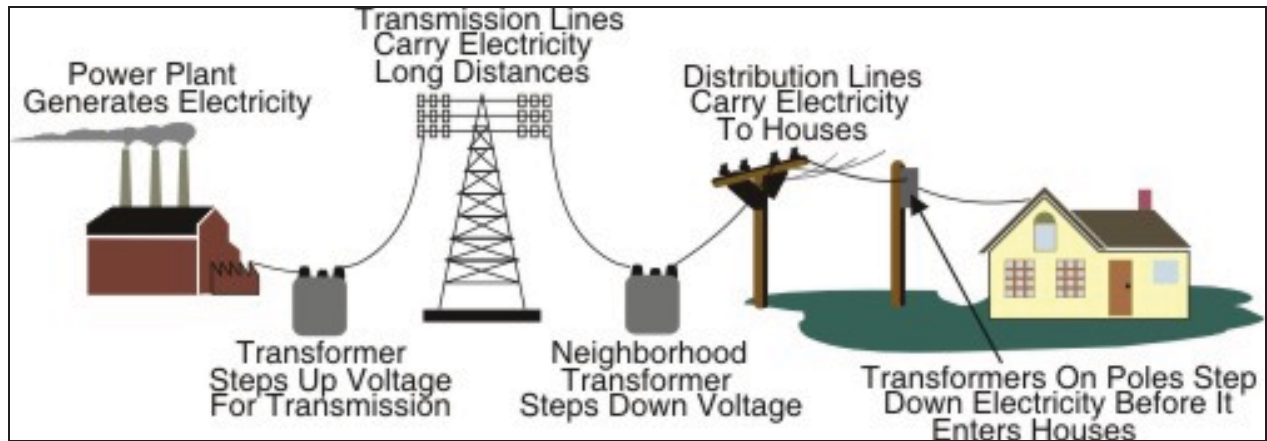 Power Plant
Generates Electricity
Transmission Lines
Carry Electricity
Long Distances
Distribution Lines
Carry Electricity
To Houses
Transformer
Steps Up Voltage
For Transmission
Neighborhood
Transformer
Steps Down Voltage
Transformers On Poles Step
Down Electricity Before It
Enters Houses